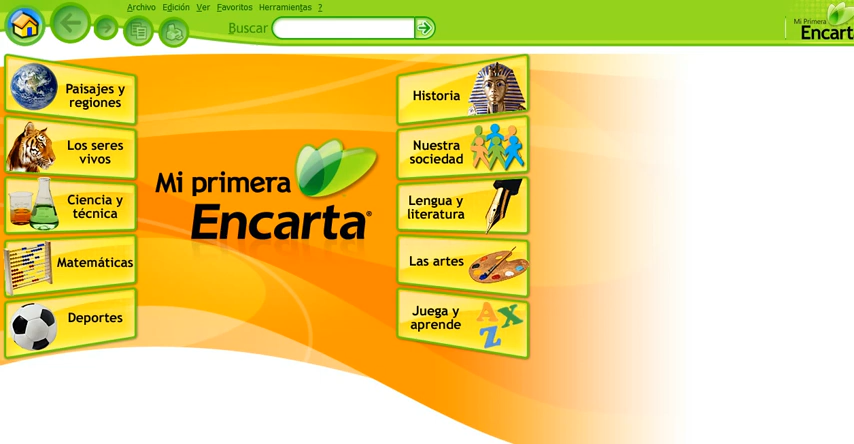 Archivo Edición Ver Favoritos Herramientas ?
Buscar
Mi Primera
Encart
Paisajes y
regiones
Los seres
vivos
Ciencia y
técnica
Matemáticas
Deportes
Mi primera
Encarta®
Historia
Nuestra
sociedad
Lengua y
literatura
Las artes
Juega y
aprende
A X
Z